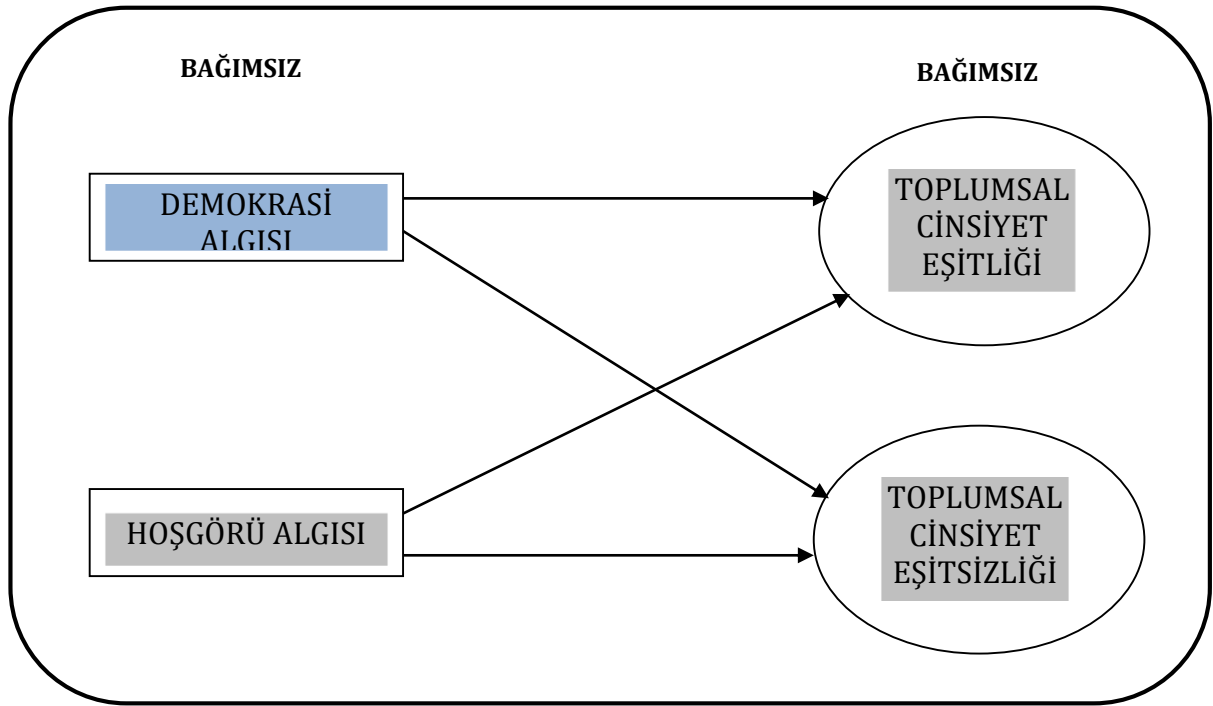 BAĞIMSIZ
BAĞIMSIZ
DEMOKRASİ
ALGISI
TOPLUMSAL
CİNSİYET
EŞİTLİĞİ
HOŞGÖRÜ ALGISI
TOPLUMSAL
CİNSİYET
EŞİTSİZLİĞİ